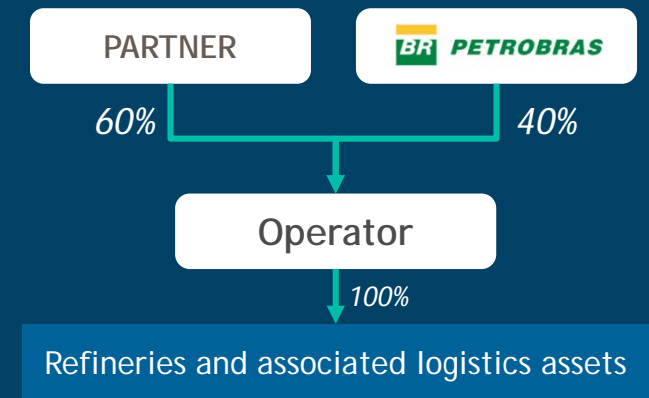 PARTNER
BR PETROBRAS
60%
40%
Operator
100%
Refineries and associated logistics assets